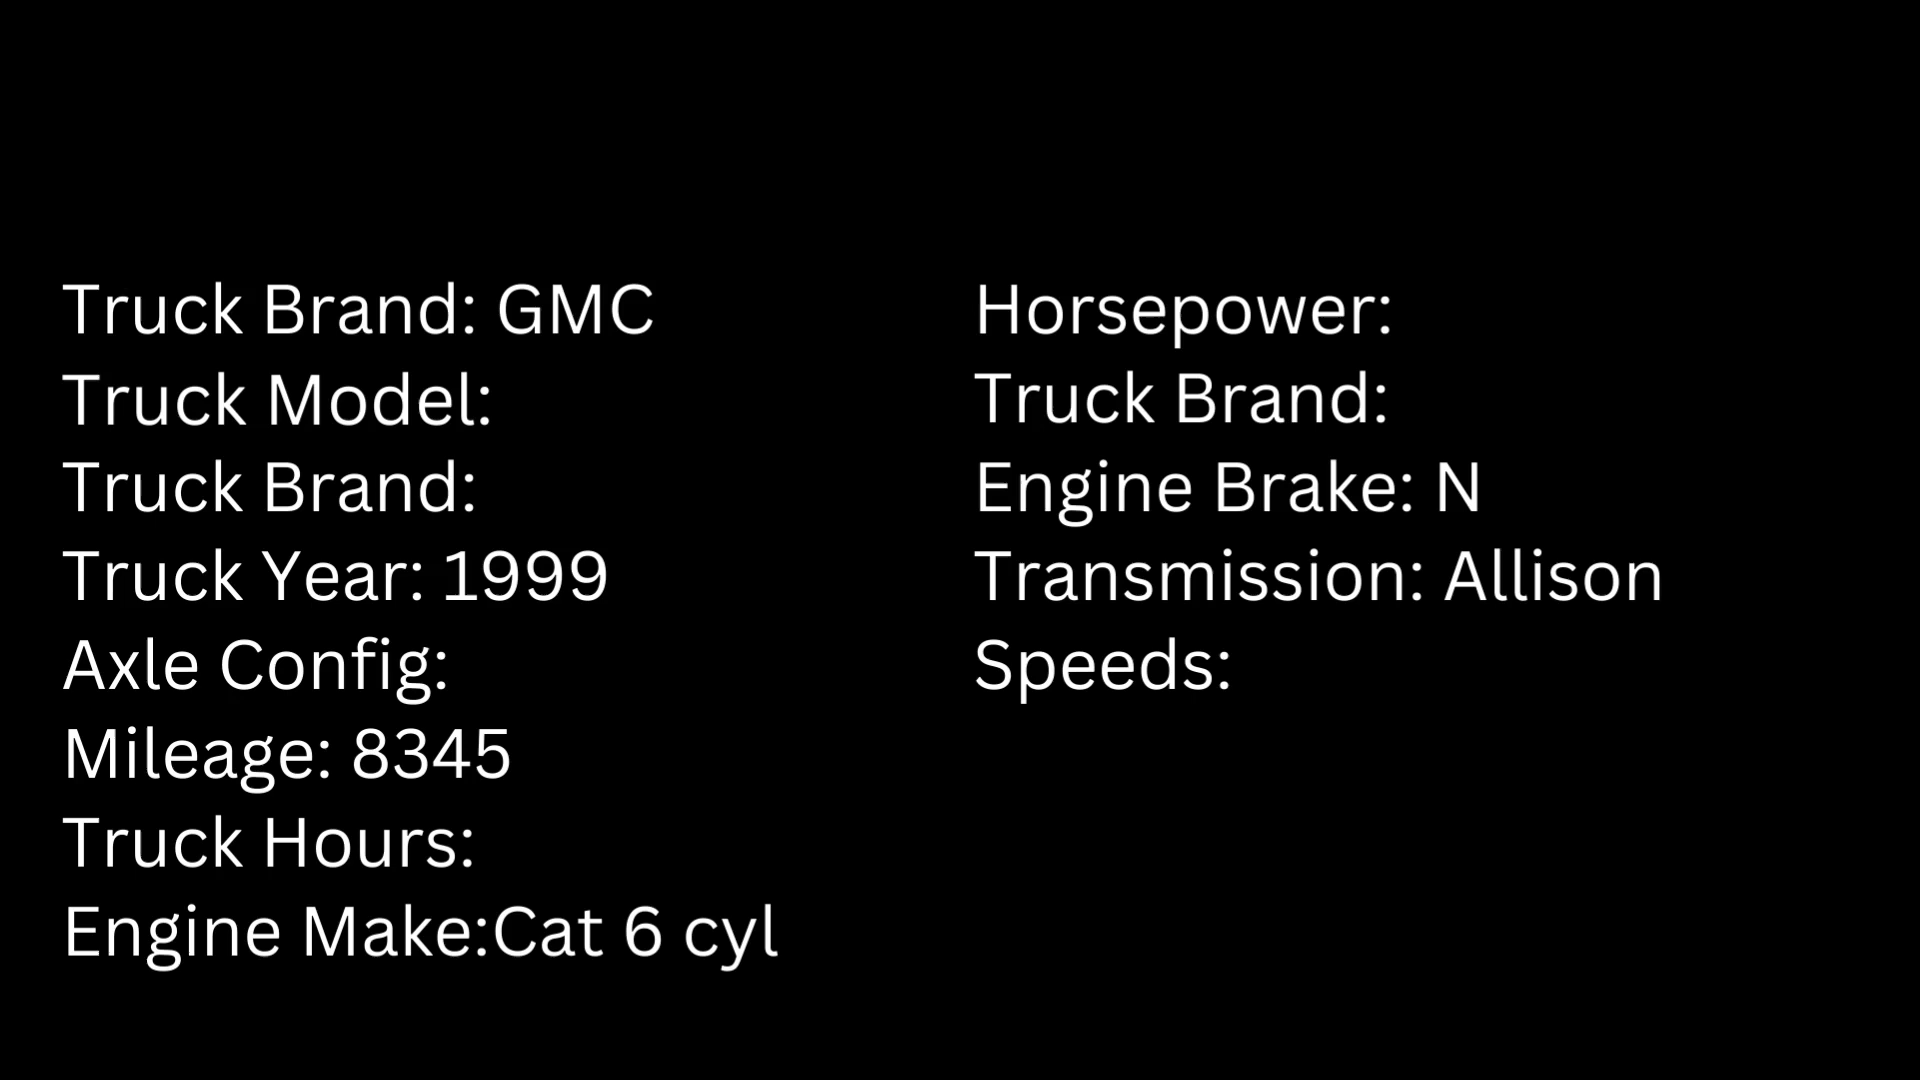 Truck Brand: GMC
Truck Model:
Truck Brand:
Truck Year: 1999
Axle Config:
Mileage: 8345
Truck Hours:
Engine Make:Cat 6 cyl
Horsepower:
Truck Brand:
Engine Brake: N
Transmission: Allison
Speeds: